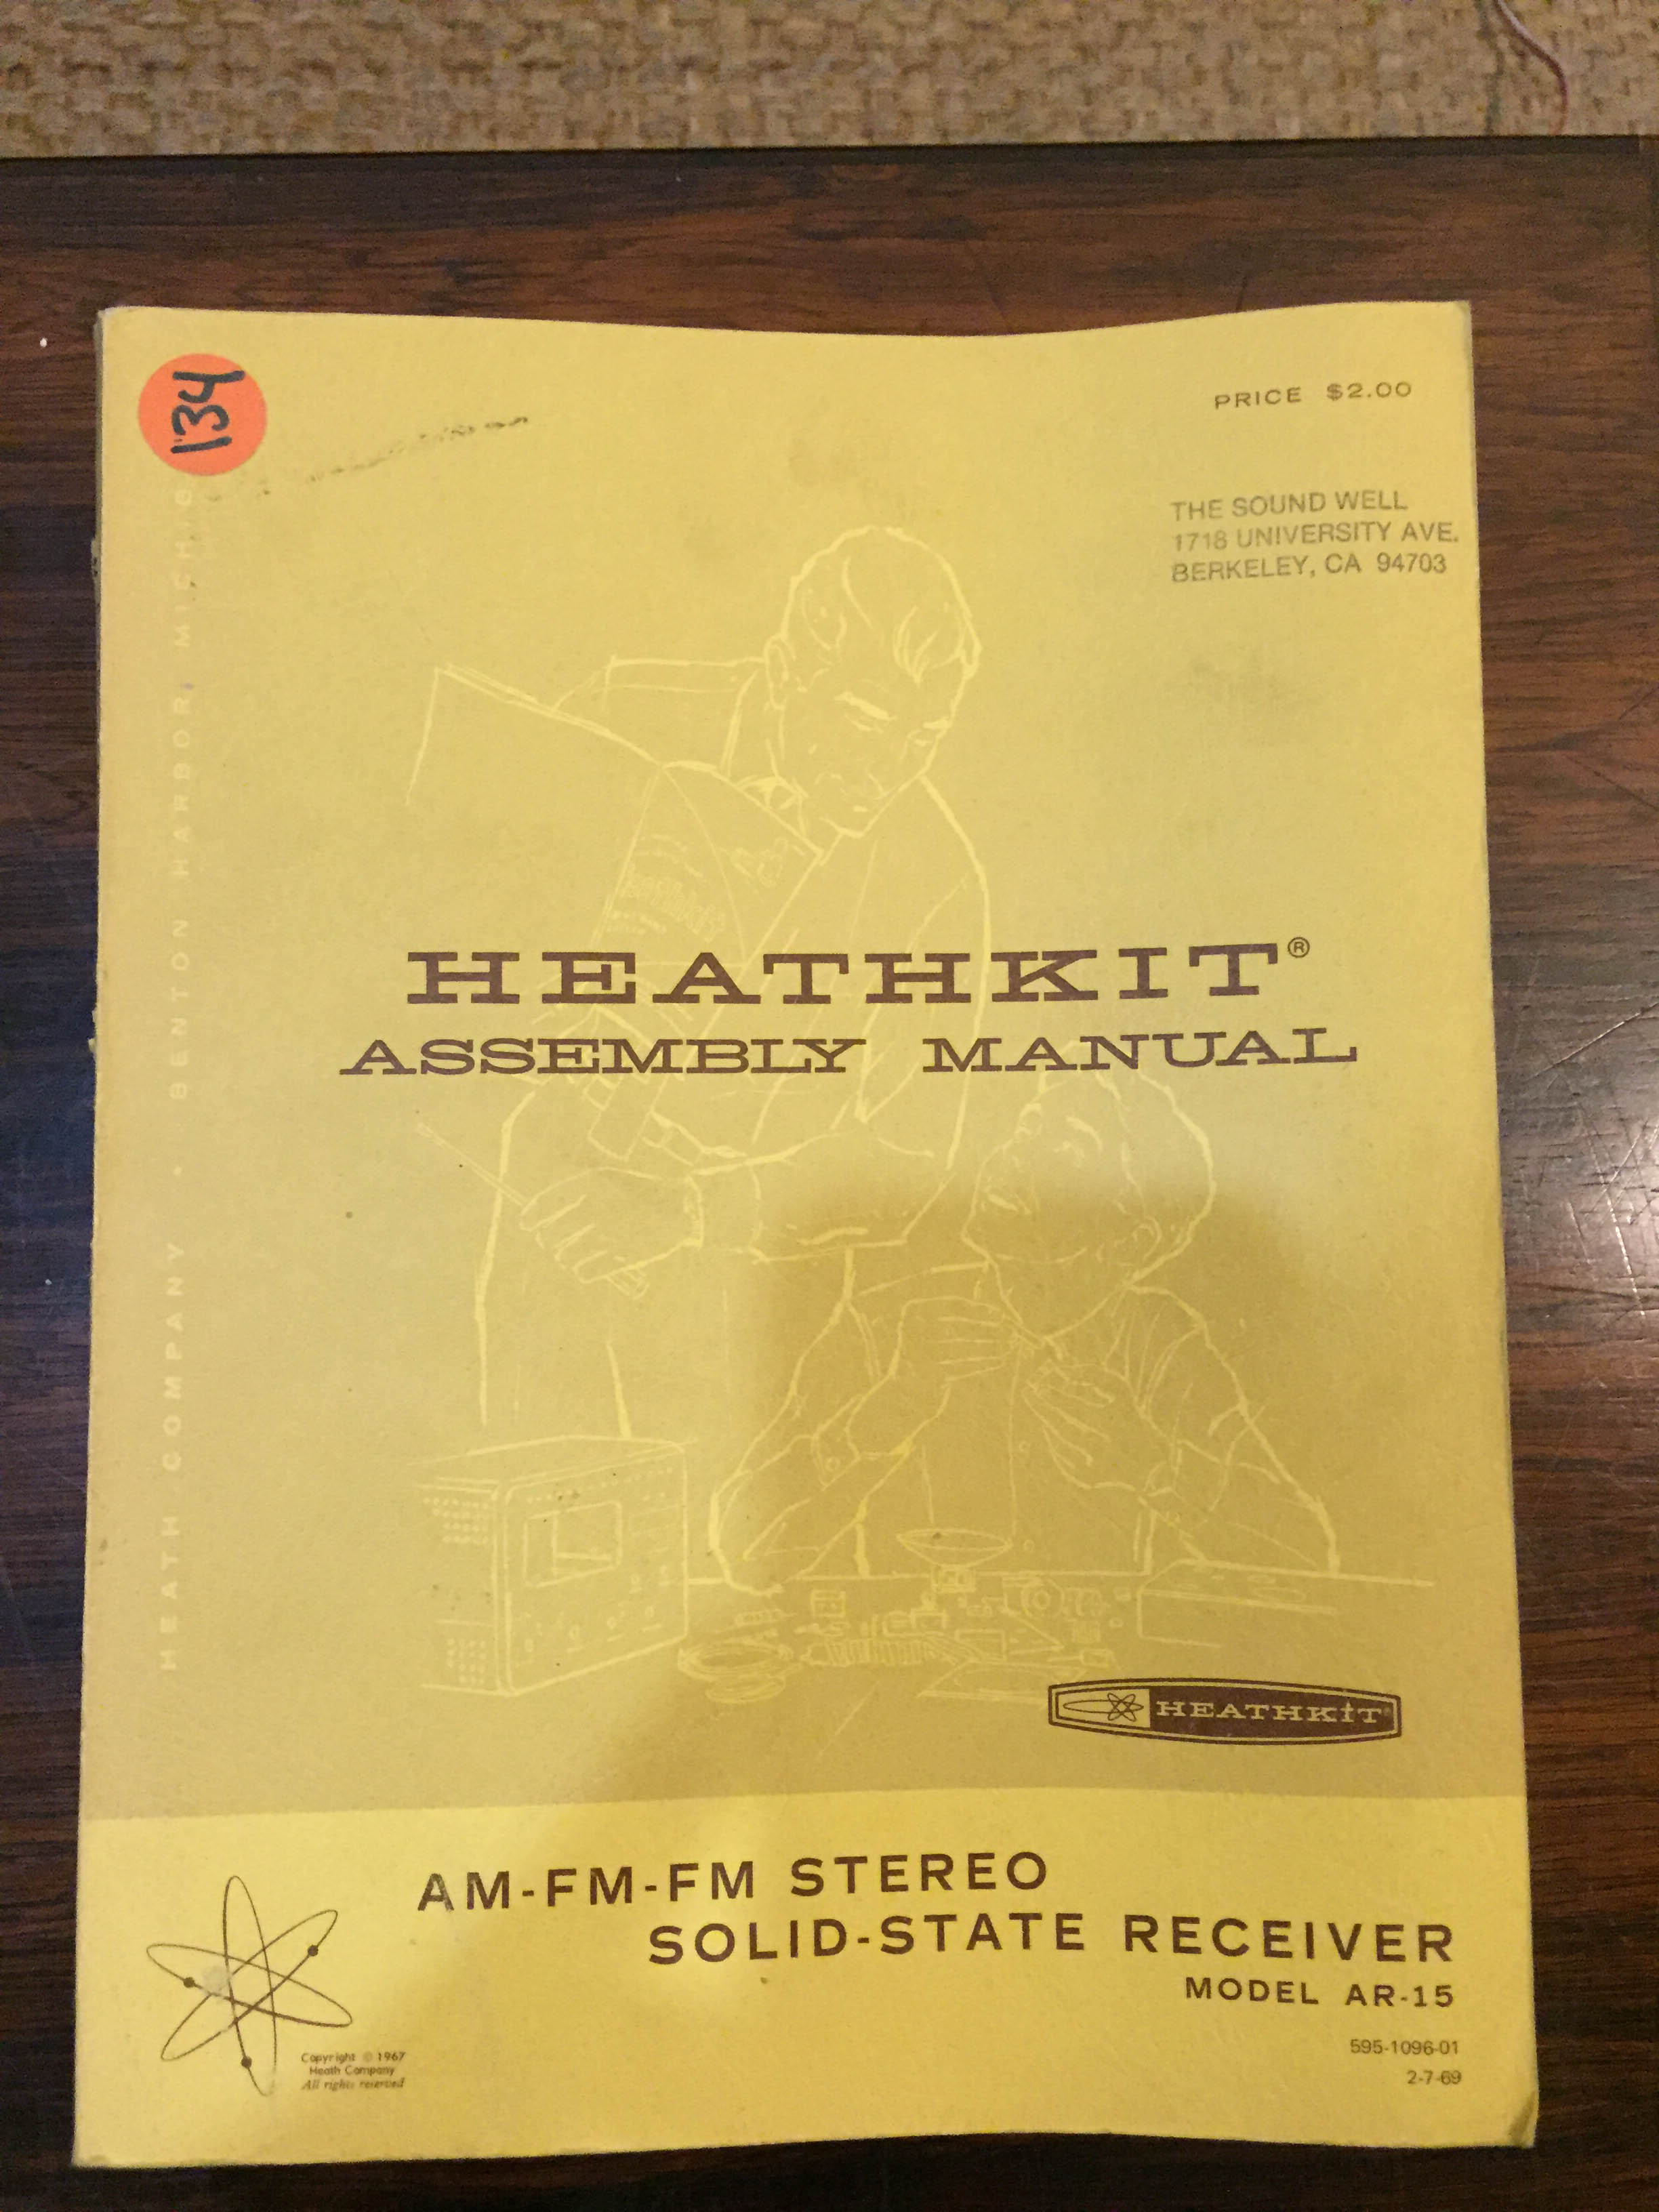 134
PRICE $2.00
THE SOUND WELL
1718 UNIVERSITY AVE.
BERKELEY, CA 94703
HEATH COMPANY • BENTON HARBOR, MICHIG
HEATHKIT®
ASSEMBLY MANUAL
HEATHKIT
HEATHKIT®
AM-FM-FM STEREO
SOLID-STATE RECEIVER
MODEL AR-15
Copyright © 1967
Heath Company
All rights reserved
595-1096-01
2-7-69